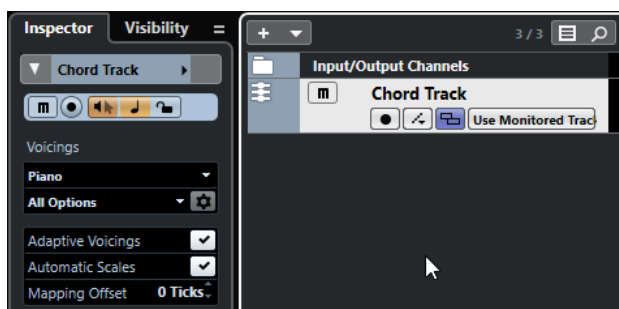 Inspector Visibility
3 / 3
Chord Track
Input/Output Channels
m
m Chord Track
Use Monitored Trac
Voicings
Piano
All Options
Adaptive Voicings
Automatic Scales
Mapping Offset 0 Ticks